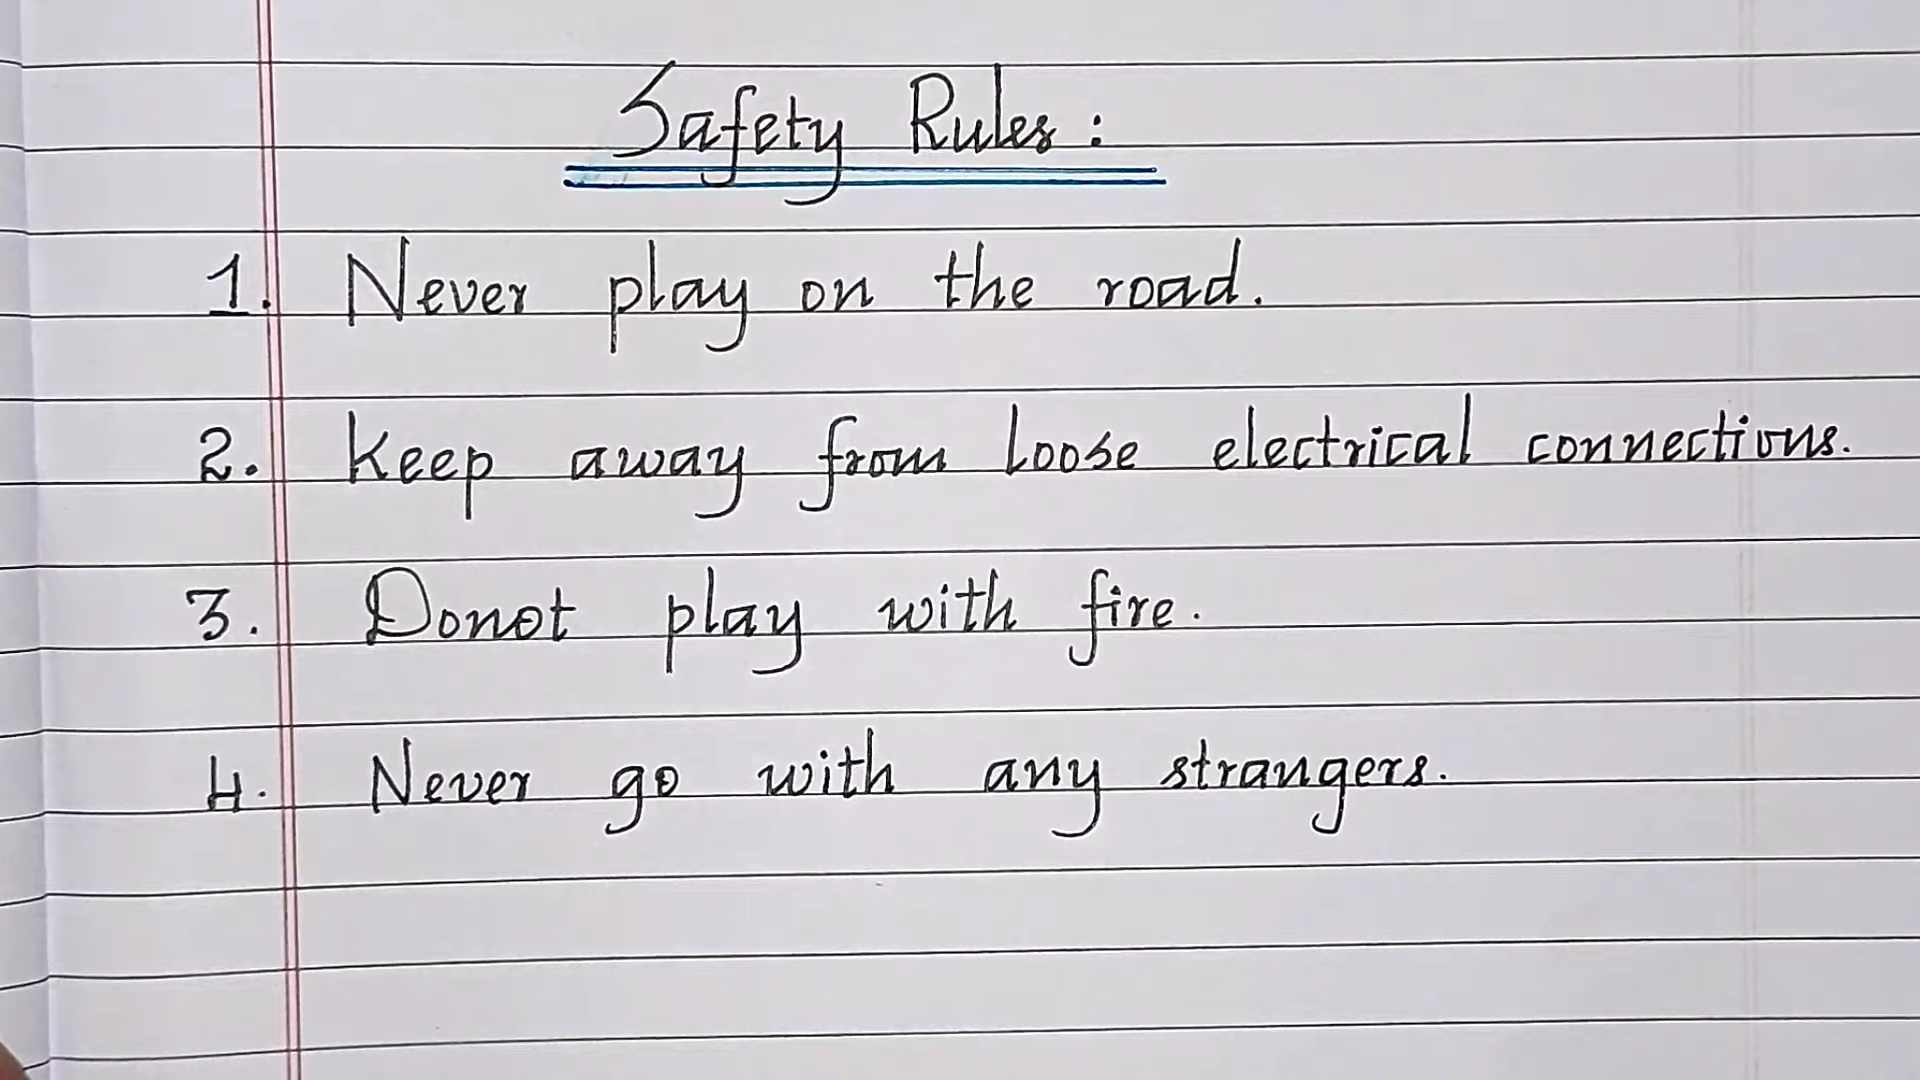 Safety Rules :
1. Never play on the road.
2. Keep away from loose electrical connections.
3. Donot play with fire.
4. Never go with any strangers.